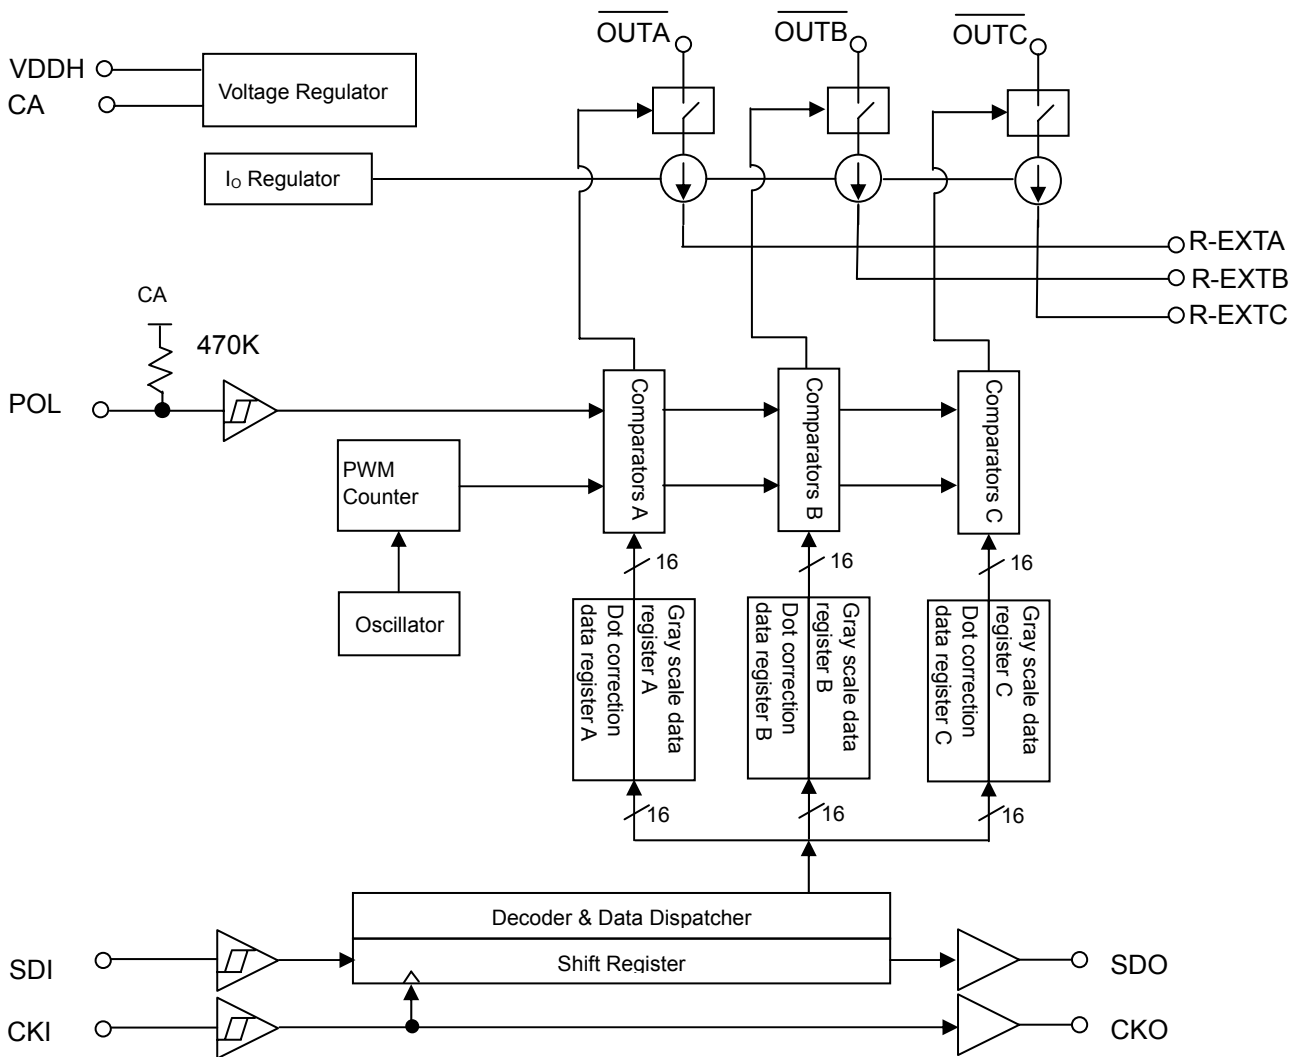 OUTA
OUTB
OUTC
VDDH
CA
Voltage Regulator
IO Regulator
R-EXTA
R-EXTB
R-EXTC
CA
470K
POL
Comparators A
Comparators B
Comparators C
PWM
Counter
Oscillator
16
16
16
Gray scale data
register A
Dot correction
data register A
Gray scale data
register B
Dot correction
data register B
Gray scale data
register C
Dot correction
data register C
16
16
16
Decoder & Data Dispatcher
Shift Register
SDI
SDO
CKI
CKO